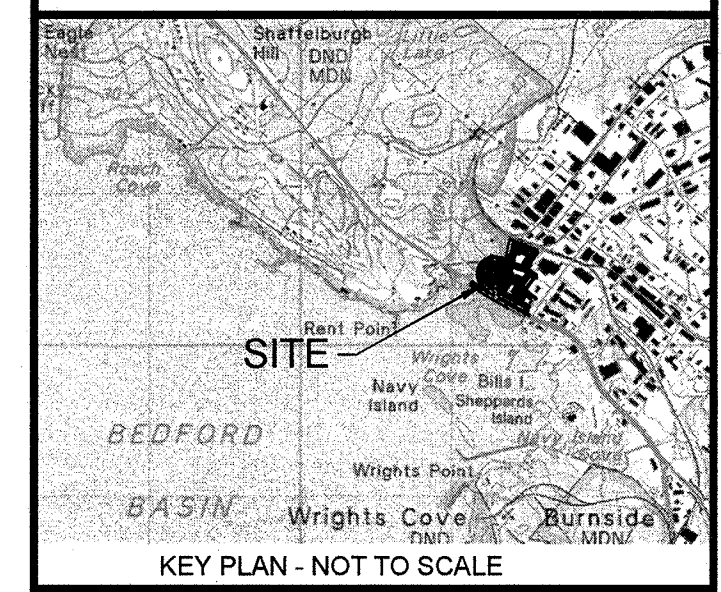 Eagle
Nest
Shaffelburgh
Hill
DND
MDN
Little
Lake
Roach
Cove
Rent Point
SITE
Wrights
Cove
Navy
Island
Bills I.
Sheppards
Island
Navy Island
Cove
BEDFORD
BASIN
Wrights Point
Wrights Cove
DND
Burnside
MDN
KEY PLAN - NOT TO SCALE